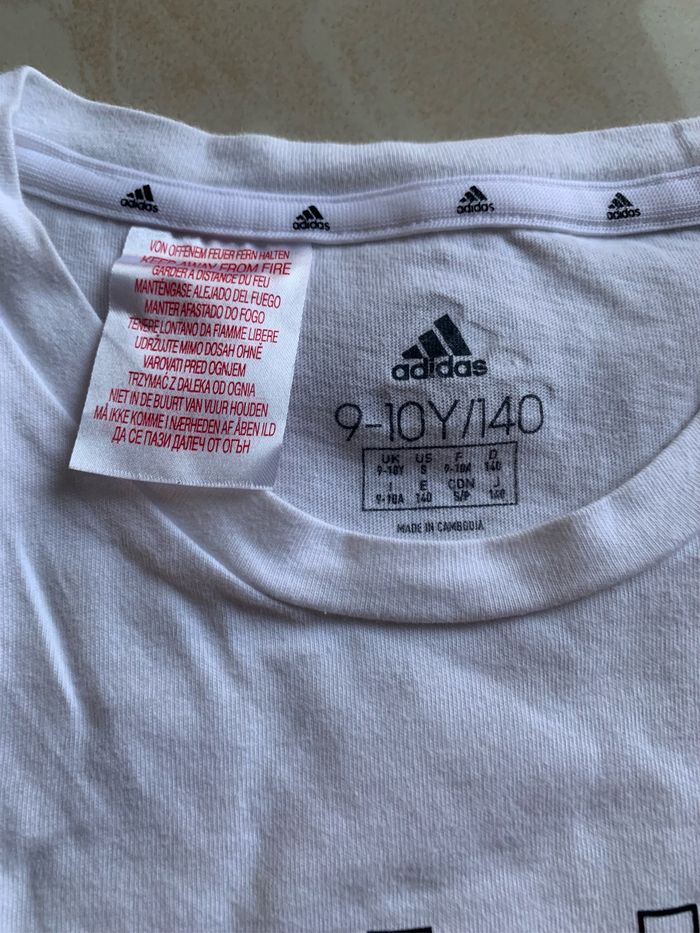 adidas
adidas
adidas
adidas
VON OFFENEM FEUER FERN HALTEN
KEEP AWAY FROM FIRE
GARDER À DISTANCE DU FEU
MANTÉNGASE ALEJADO DEL FUEGO
MANTER AFASTADO DO FOGO
TENERE LONTANO DA FIAMME LIBERE
UDRŽUJTE MIMO DOSAH OHNĚ
VAROVATI PRED OGNJEM
TRZYMAĆ Z DALEKA OD OGNIA
NIET IN DE BUURT VAN VUUR HOUDEN
MÅ IKKE KOMME I NÆRHEDEN AF ÅBEN ILD
ДА СЕ ПАЗИ ДАЛЕЧ ОТ ОГЪН
adidas
9-10Y/140
UK US F D
9-10Y S 9-10A 140
I E CDN J
9-10A 140 S/P 140
MADE IN CAMBODIA